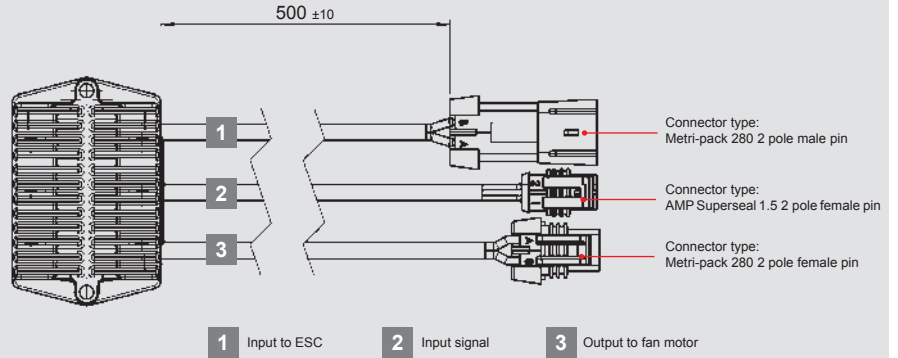 500 ±10
1
B
A
Connector type:
Metri-pack 280 2 pole male pin
2
2
1
Connector type:
AMP Superseal 1.5 2 pole female pin
3
A
B
Connector type:
Metri-pack 280 2 pole female pin
1 Input to ESC 2 Input signal 3 Output to fan motor